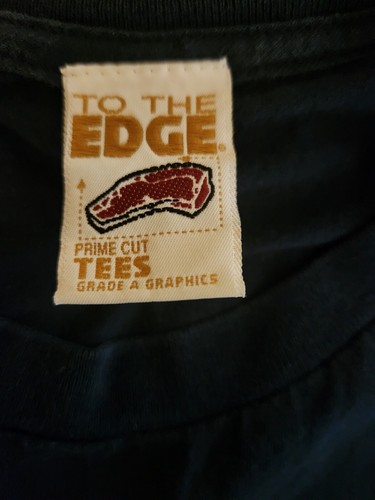 TO THE
EDGE®
PRIME CUT
TEES
GRADE A GRAPHICS